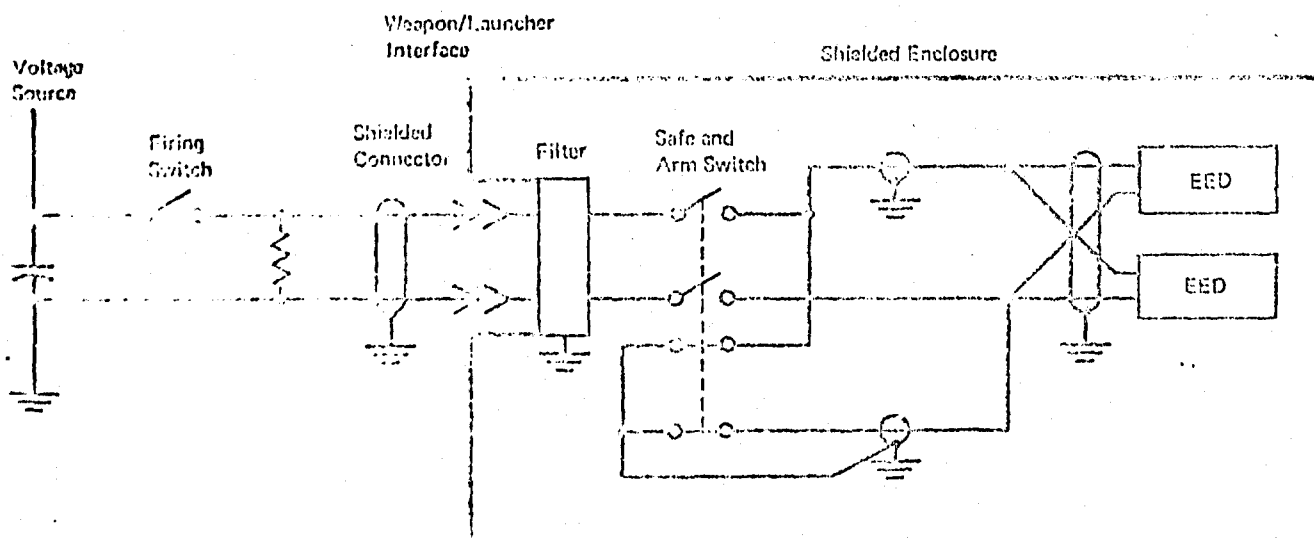 Weapon/Launcher
Interface
Shielded Enclosure
Voltage
Source
Firing
Switch
Shielded
Connector
Filter
Safe and
Arm Switch
EED
EED